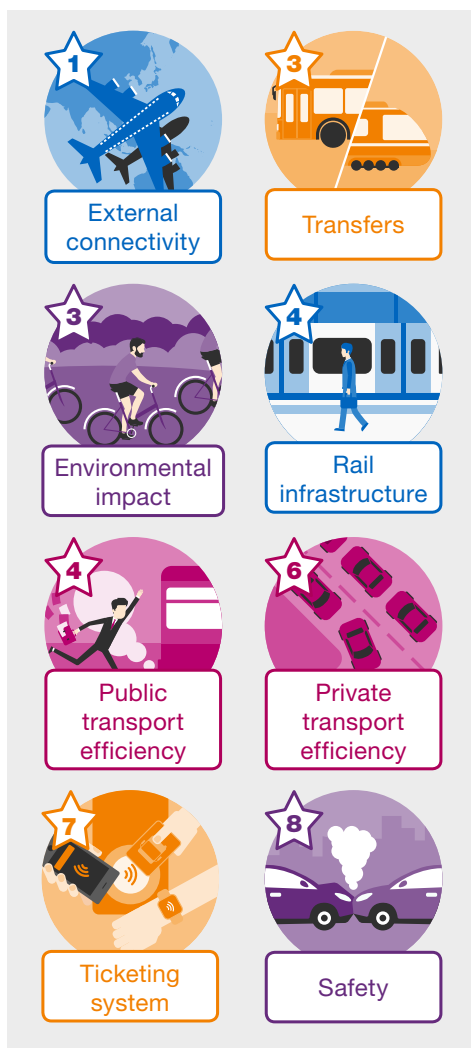 1
External
connectivity
3
Transfers
3
Environmental
impact
4
Rail
infrastructure
4
Public
transport
efficiency
6
Private
transport
efficiency
7
Ticketing
system
8
Safety